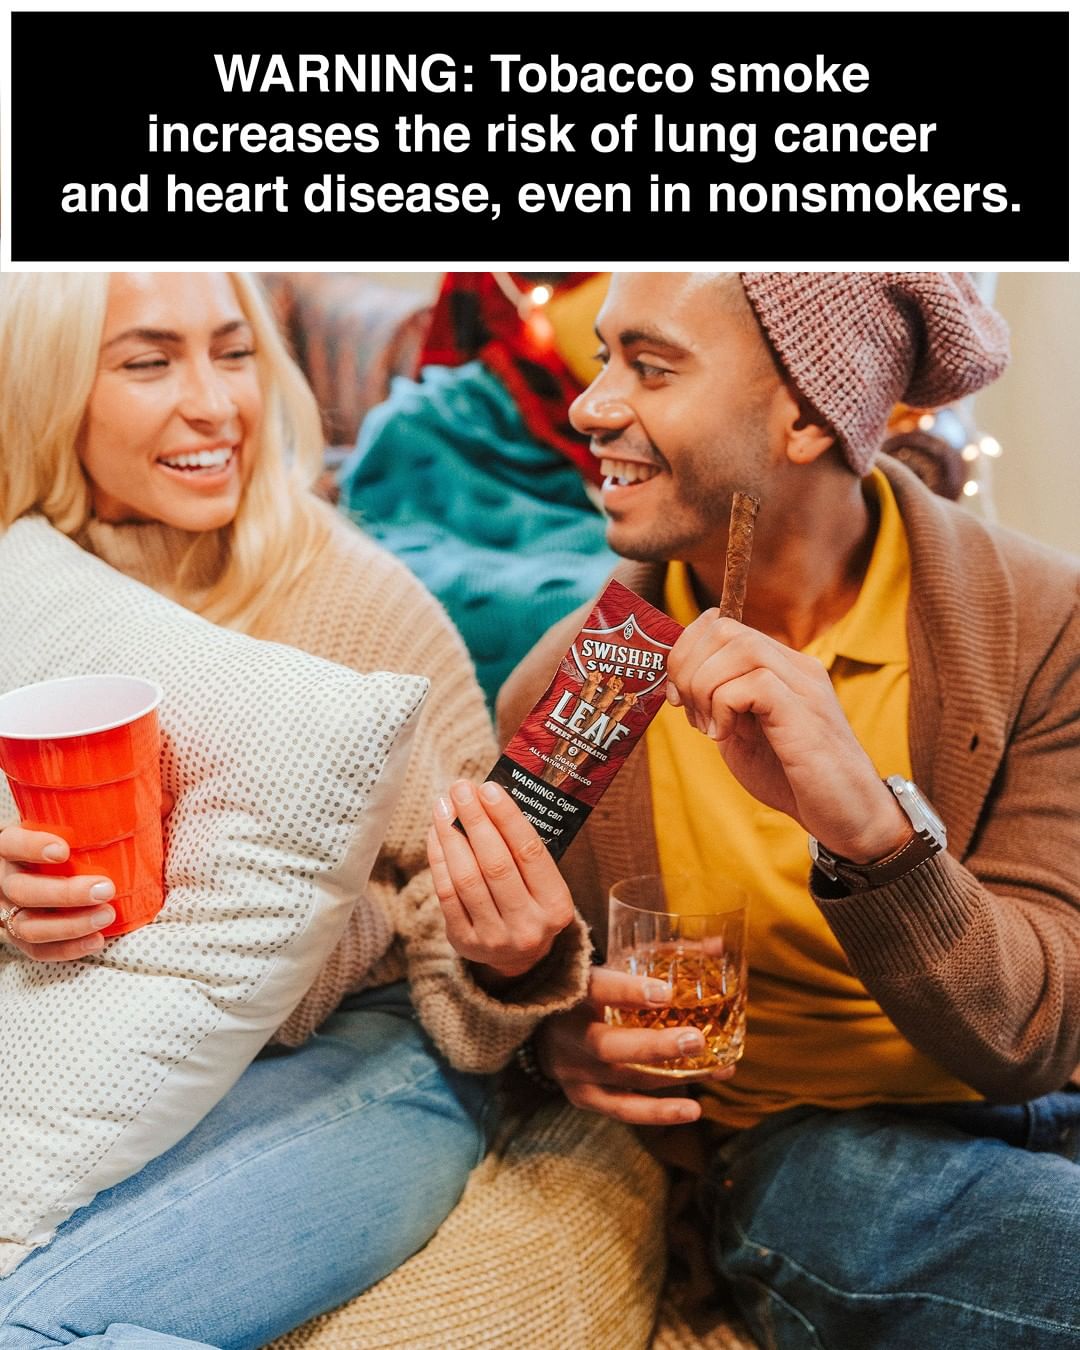 WARNING: Tobacco smoke
increases the risk of lung cancer
and heart disease, even in nonsmokers.
SWISHER
SWEETS
LEAF
SWEET AROMATIC
3
CIGARS
ALL NATURAL TOBACCO
WARNING: Cigar
smoking can
cancers of